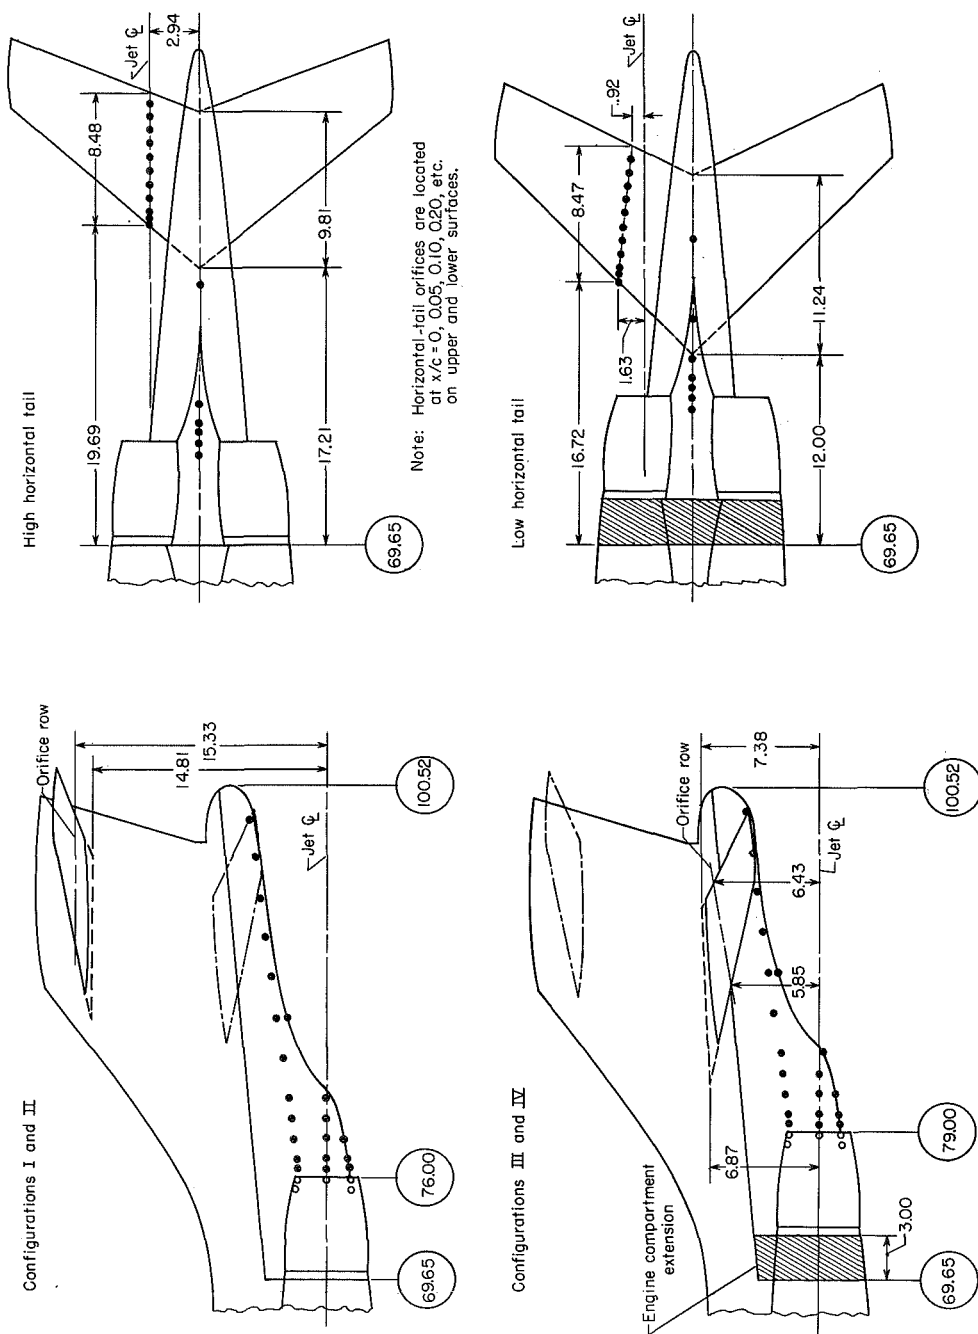 Configurations I and II
Orifice row
14.81
15.33
Jet ℄
69.65
76.00
100.52
High horizontal tail
19.69
8.48
Jet ℄
2.94
17.21
9.81
69.65
Note: Horizontal-tail orifices are located
at x/c = 0, 0.05, 0.10, 0.20, etc.
on upper and lower surfaces.
Configurations III and IV
Engine compartment
extension
Orifice row
6.87
5.85
6.43
7.38
Jet ℄
3.00
69.65
79.00
100.52
Low horizontal tail
16.72
8.47
Jet ℄
.92
1.63
12.00
11.24
69.65